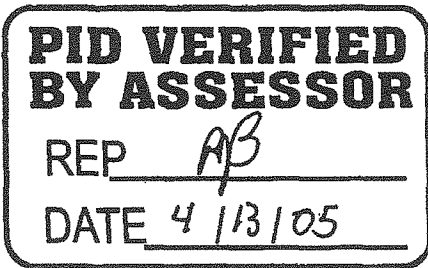 PID VERIFIED
BY ASSESSOR
REP AB
DATE 4/13/05